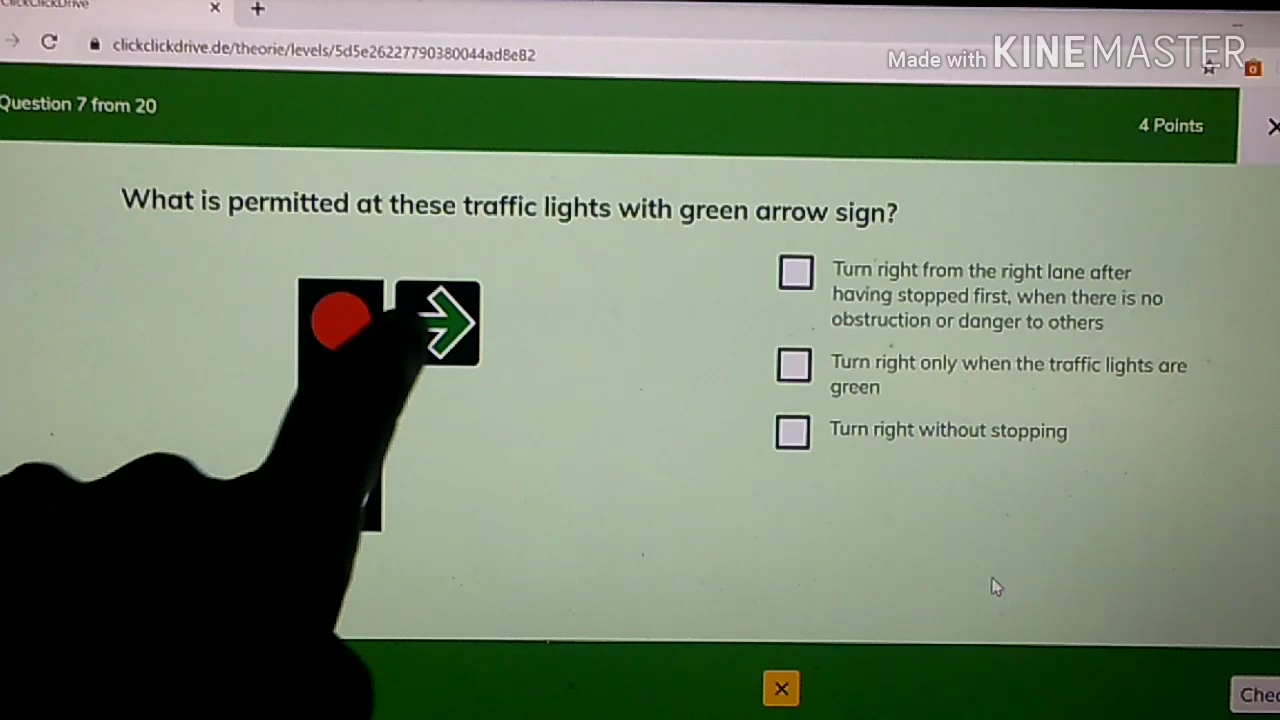 ClickClickDrive
clickclickdrive.de/theorie/levels/5d5e26227790380044ad8e82
Made with KINEMASTER
Question 7 from 20
4 Points
What is permitted at these traffic lights with green arrow sign?
Turn right from the right lane after
having stopped first, when there is no
obstruction or danger to others
Turn right only when the traffic lights are
green
Turn right without stopping